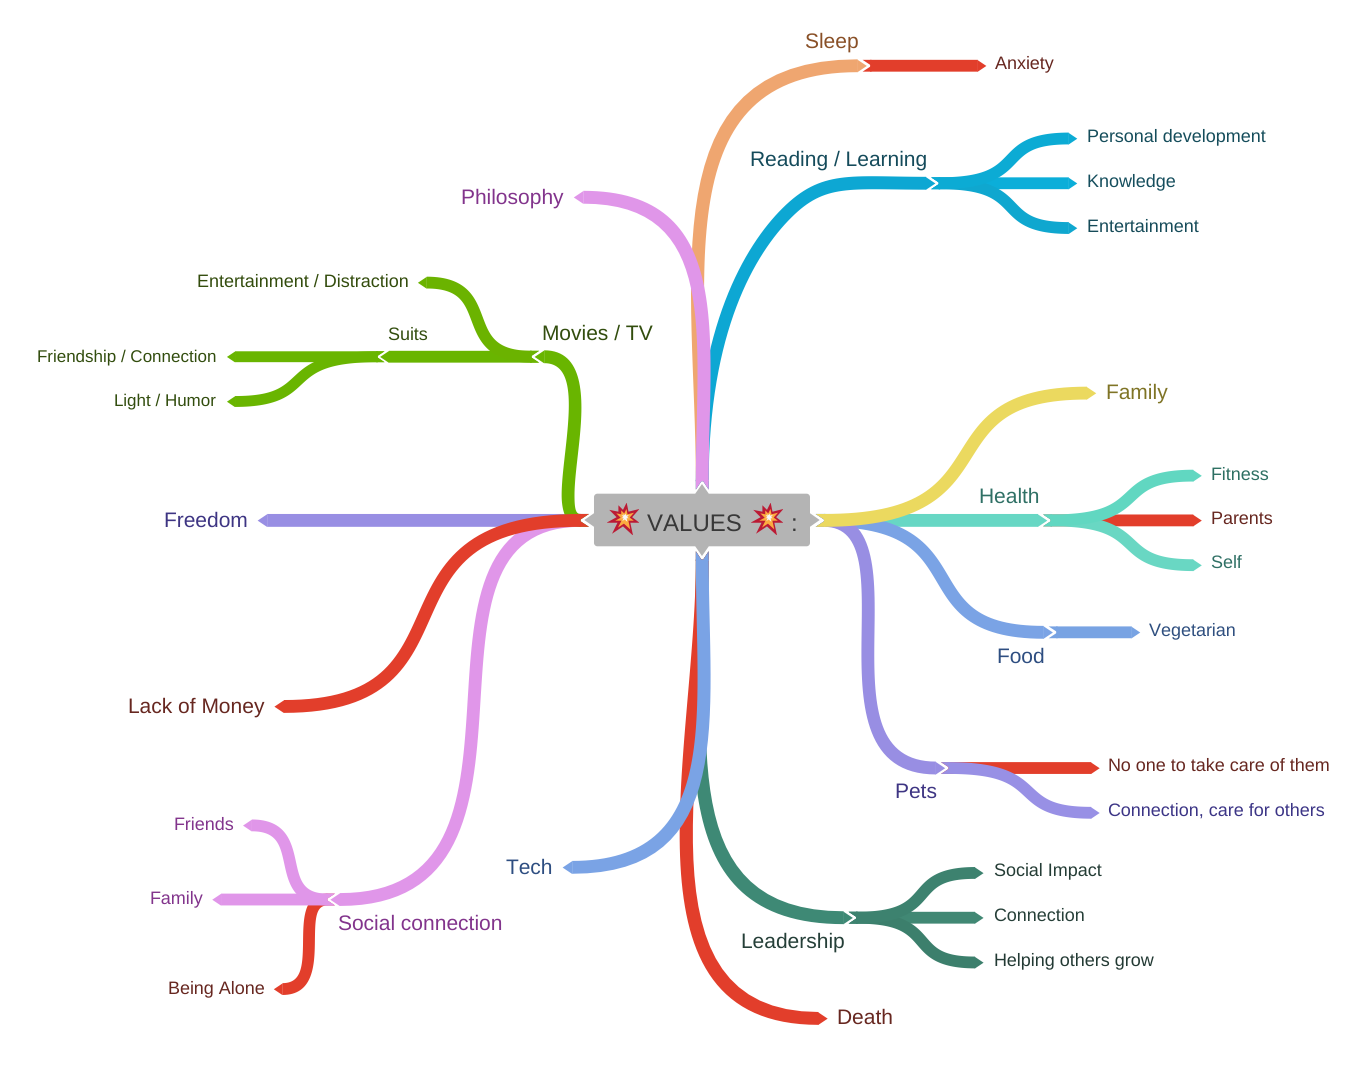 Sleep
Anxiety
Reading / Learning
Personal development
Knowledge
Entertainment
Philosophy
Entertainment / Distraction
Movies / TV
Suits
Friendship / Connection
Light / Humor
Family
Health
Fitness
Parents
Self
Freedom
💥 VALUES 💥 :
Food
Vegetarian
Lack of Money
Pets
No one to take care of them
Connection, care for others
Friends
Family
Social connection
Being Alone
Tech
Leadership
Social Impact
Connection
Helping others grow
Death